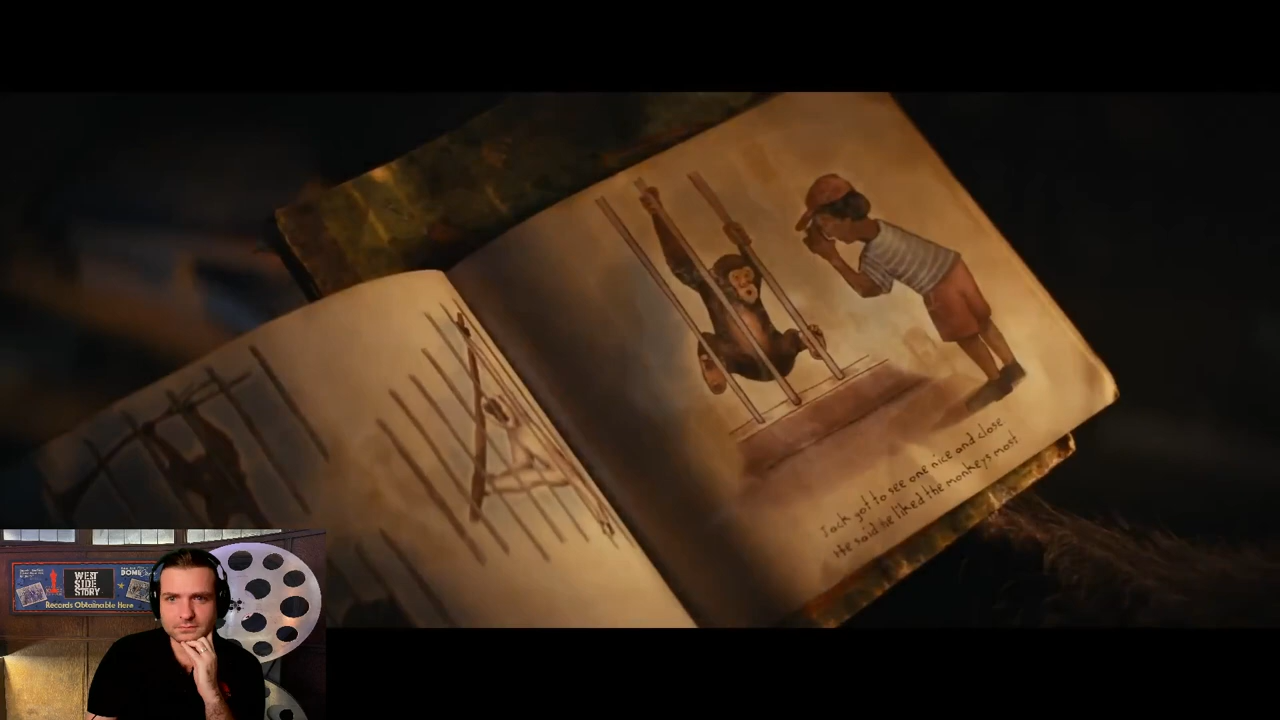 Jack got to see one nice and close
He said he liked the monkeys most
WEST
SIDE
STORY
Records Obtainable Here